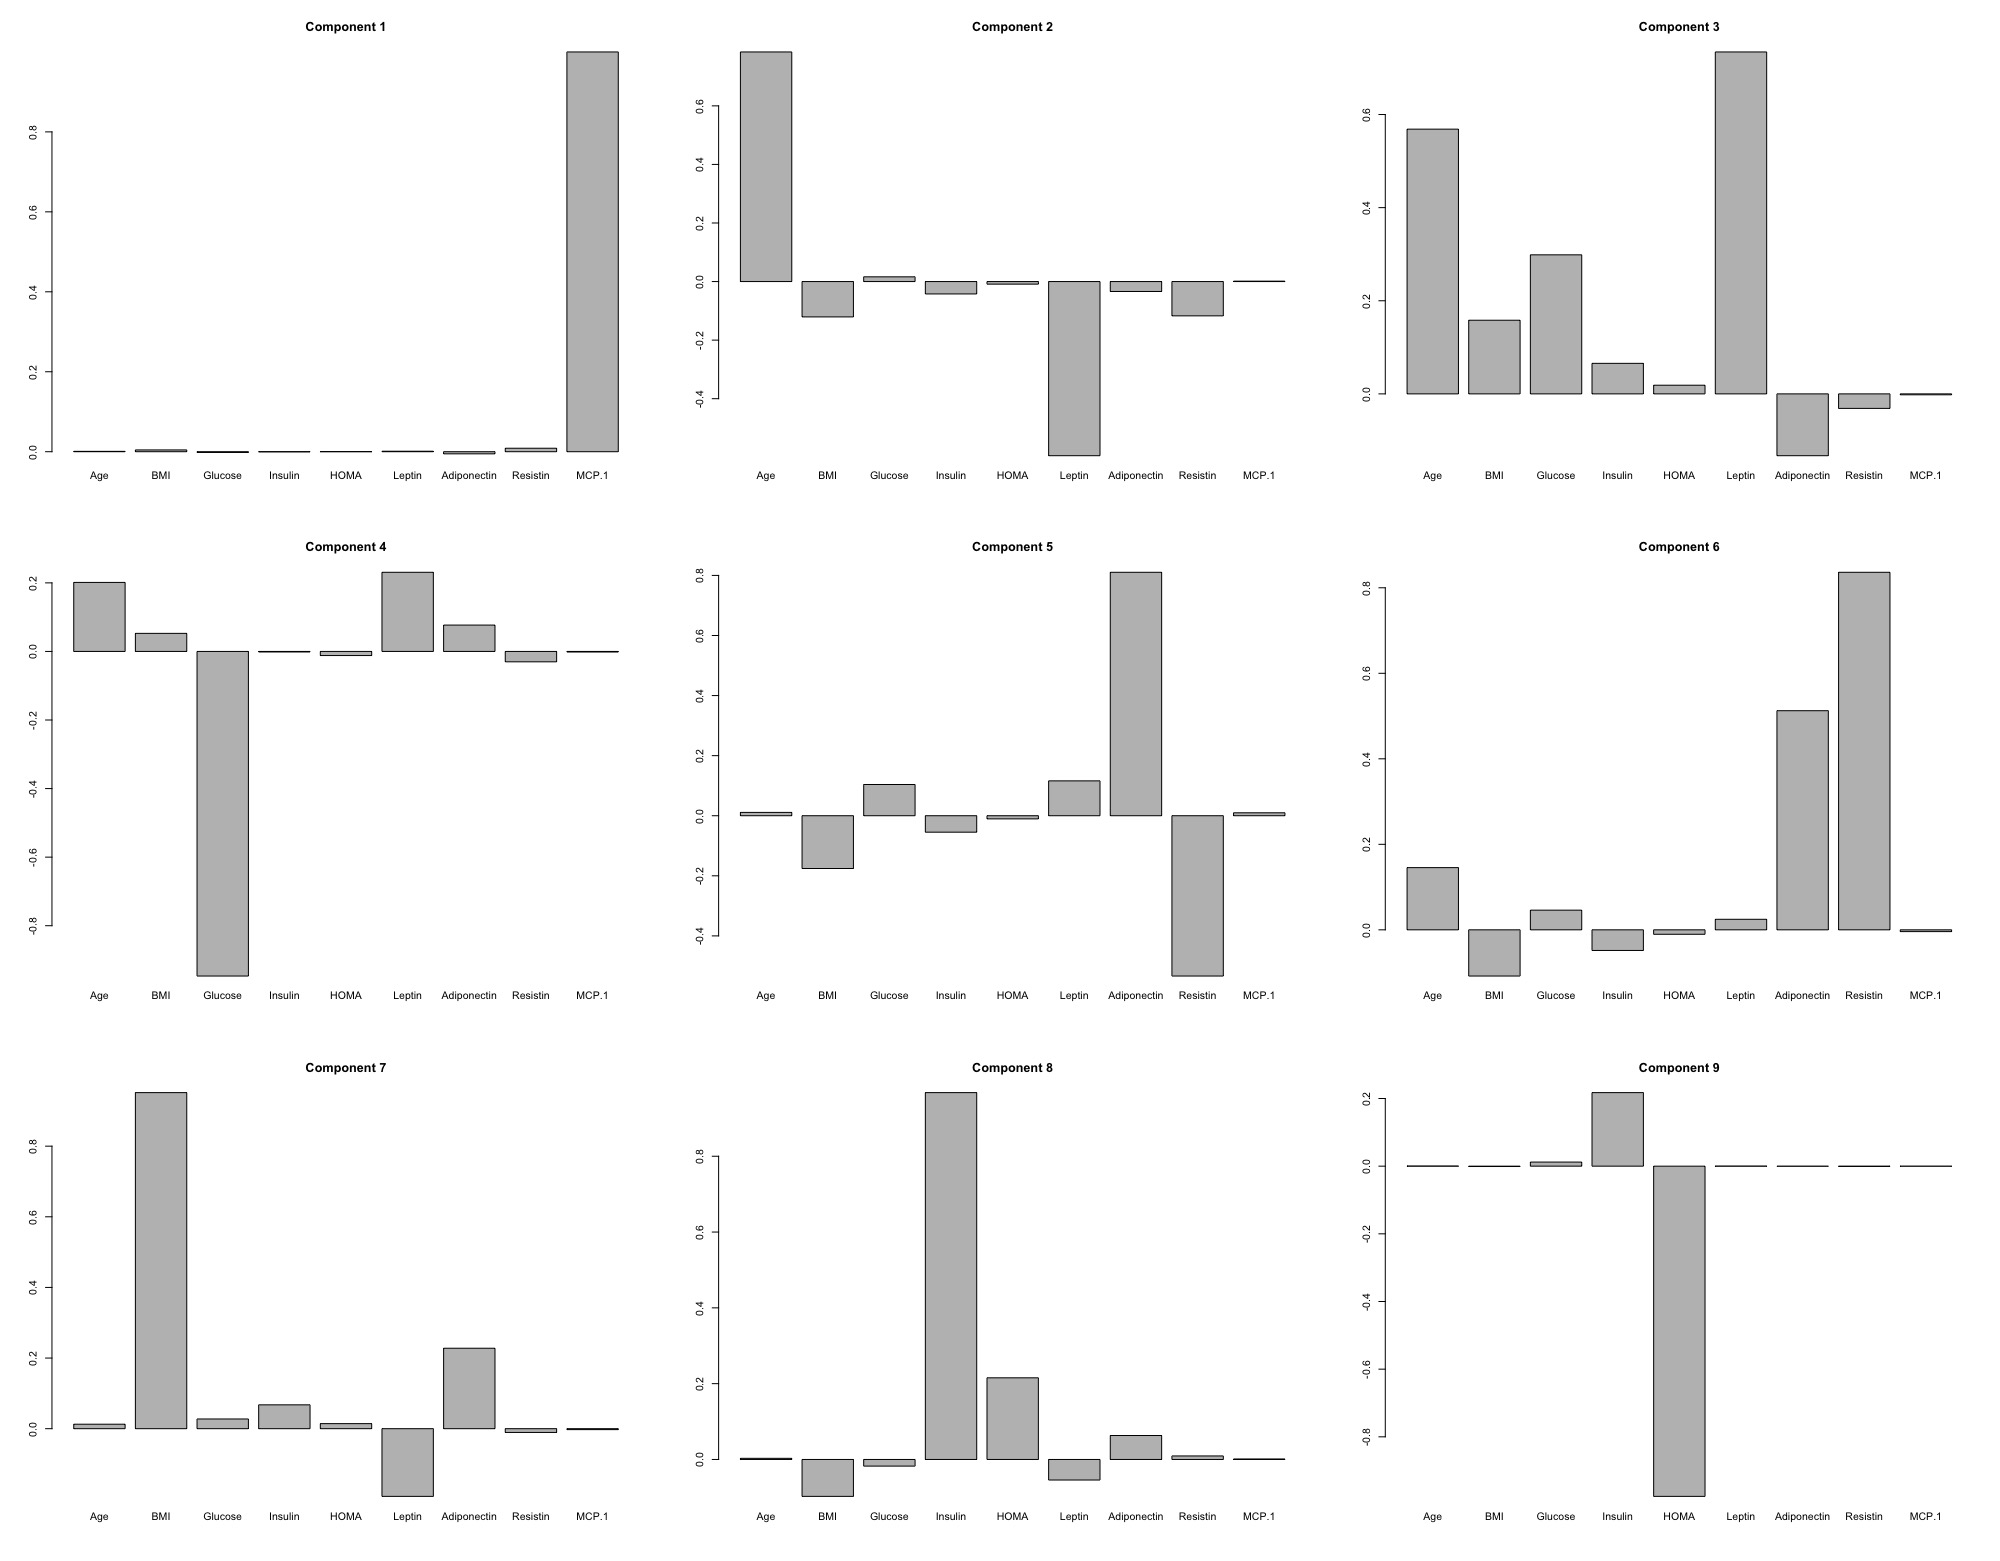 Component 1
0.8
0.6
0.4
0.2
0.0
Age BMI Glucose Insulin HOMA Leptin Adiponectin Resistin MCP.1
Component 2
0.6
0.4
0.2
0.0
-0.2
-0.4
Age BMI Glucose Insulin HOMA Leptin Adiponectin Resistin MCP.1
Component 3
0.6
0.4
0.2
0.0
Age BMI Glucose Insulin HOMA Leptin Adiponectin Resistin MCP.1
Component 4
0.2
0.0
-0.2
-0.4
-0.6
-0.8
Age BMI Glucose Insulin HOMA Leptin Adiponectin Resistin MCP.1
Component 5
0.8
0.6
0.4
0.2
0.0
-0.2
-0.4
Age BMI Glucose Insulin HOMA Leptin Adiponectin Resistin MCP.1
Component 6
0.8
0.6
0.4
0.2
0.0
Age BMI Glucose Insulin HOMA Leptin Adiponectin Resistin MCP.1
Component 7
0.8
0.6
0.4
0.2
0.0
Age BMI Glucose Insulin HOMA Leptin Adiponectin Resistin MCP.1
Component 8
0.8
0.6
0.4
0.2
0.0
Age BMI Glucose Insulin HOMA Leptin Adiponectin Resistin MCP.1
Component 9
0.2
0.0
-0.2
-0.4
-0.6
-0.8
Age BMI Glucose Insulin HOMA Leptin Adiponectin Resistin MCP.1